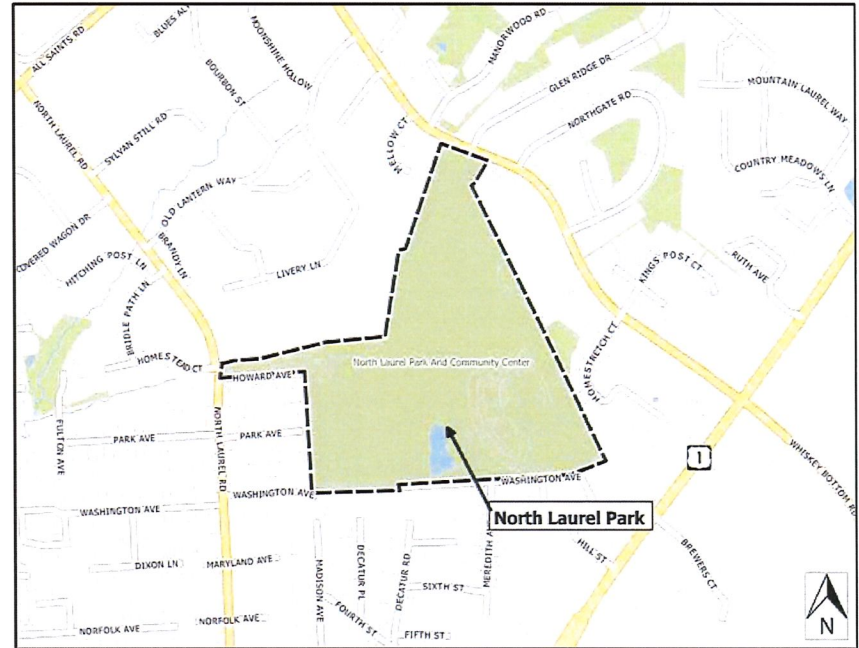 BLUES AL
ALL SAINTS RD
MOONSHINE HOLLOW
MANORWOOD RD
GLEN RIDGE DR
BOURBON ST
MOUNTAIN LAUREL WAY
NORTHGATE RD
NORTH LAUREL RD
SYLVAN STILL RD
MELLOW CT
COUNTRY MEADOWS LN
OLD LANTERN WAY
COVERED WAGON DR
BRANDY LN
HITCHING POST LN
LIVERY LN
KINGS POST CT
RUTH AVE
BRIDLE PATH LN
HOMESTEAD CT
North Laurel Park And Community Center
HOWARD AVE
HOMESTRETCH CT
FULTON AVE
PARK AVE
PARK AVE
NORTH LAUREL RD
1
WHISKEY BOTTOM RD
WASHINGTON AVE
WASHINGTON AVE
WASHINGTON AVE
North Laurel Park
DIXON LN
MARYLAND AVE
MADISON AVE
DECATUR PL
DECATUR RD
MEREDITH AV
HILL ST
BREWERS CT
SIXTH ST
FOURTH ST
NORFOLK AVE
NORFOLK AVE
FIFTH ST
N